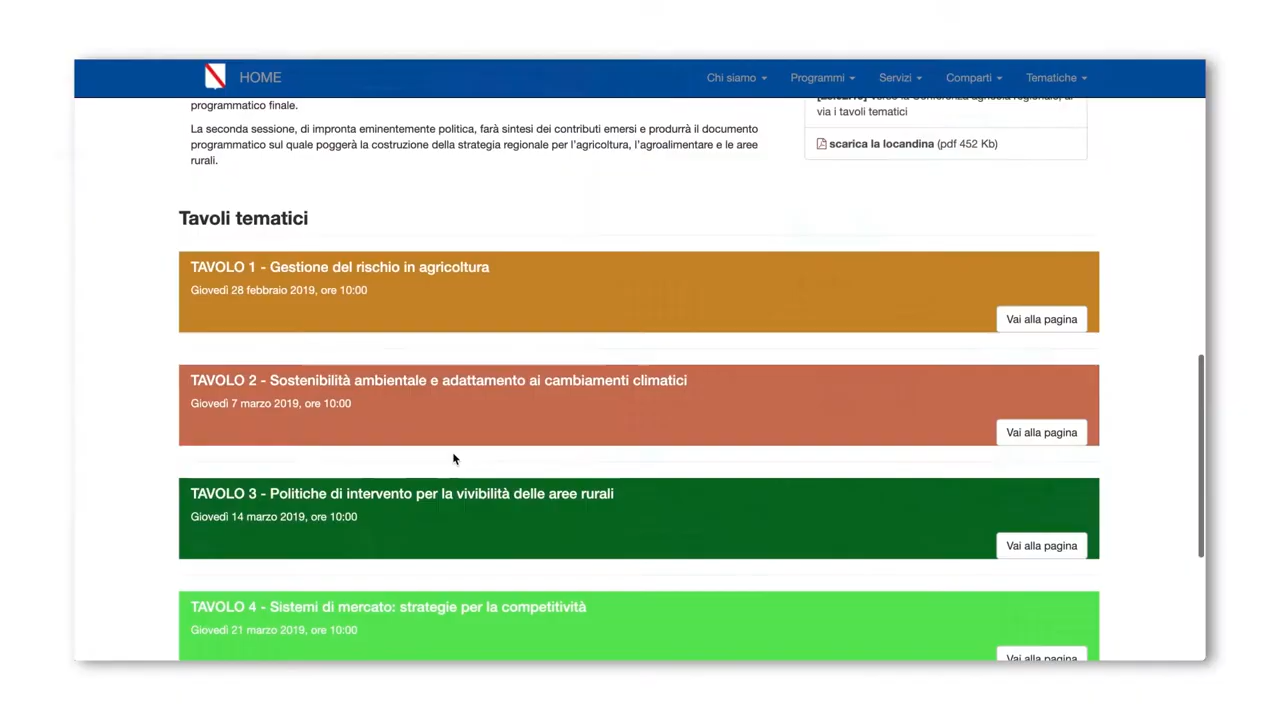 HOME
Chi siamo
Programmi
Servizi
Comparti
Tematiche
programmatico finale.
La seconda sessione, di impronta eminentemente politica, farà sintesi dei contributi emersi e produrrà il documento
programmatico sul quale poggerà la costruzione della strategia regionale per l'agricoltura, l'agroalimentare e le aree
rurali.
verso la Conferenza agricola regionale, al
via i tavoli tematici
scarica la locandina (pdf 452 Kb)
Tavoli tematici
TAVOLO 1 - Gestione del rischio in agricoltura
Giovedì 28 febbraio 2019, ore 10:00
Vai alla pagina
TAVOLO 2 - Sostenibilità ambientale e adattamento ai cambiamenti climatici
Giovedì 7 marzo 2019, ore 10:00
Vai alla pagina
TAVOLO 3 - Politiche di intervento per la vivibilità delle aree rurali
Giovedì 14 marzo 2019, ore 10:00
Vai alla pagina
TAVOLO 4 - Sistemi di mercato: strategie per la competitività
Giovedì 21 marzo 2019, ore 10:00
Vai alla pagina